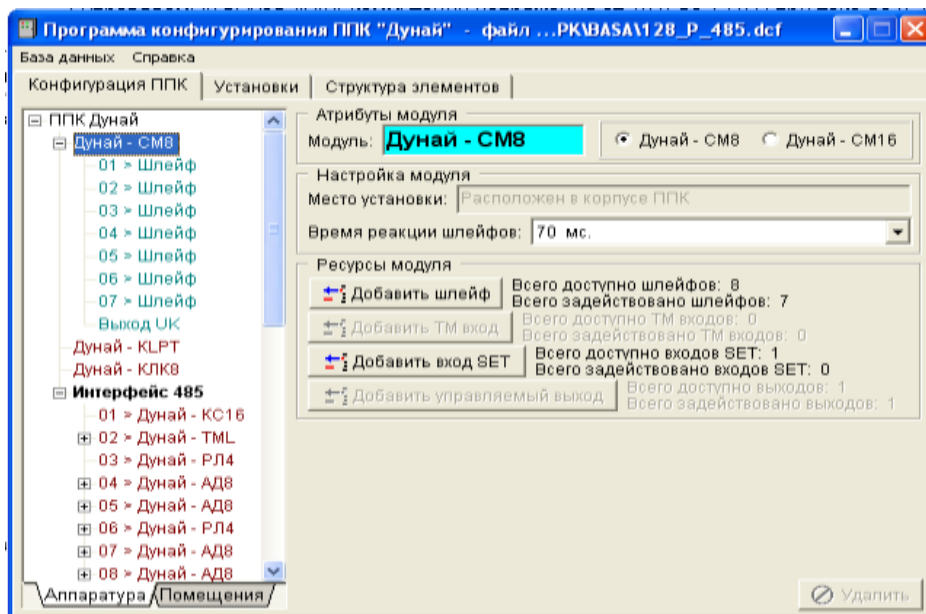 Программа конфигурирования ППК "Дунай" - файл ...PK\BASA\128_P_485.dcf
База данных Справка
Конфигурация ППК Установки Структура элементов
ППК Дунай
Дунай - СМ8
01 > Шлейф
02 > Шлейф
03 > Шлейф
04 > Шлейф
05 > Шлейф
06 > Шлейф
07 > Шлейф
Выход UK
Дунай - KLPT
Дунай - КЛК8
Интерфейс 485
01 > Дунай - КС16
02 > Дунай - TML
03 > Дунай - РЛ4
04 > Дунай - АД8
05 > Дунай - АД8
06 > Дунай - РЛ4
07 > Дунай - АД8
08 > Дунай - АД8
Аппаратура Помещения
Атрибуты модуля
Модуль: Дунай - СМ8 Дунай - СМ8 Дунай - СМ16
Настройка модуля
Место установки: Расположен в корпусе ППК
Время реакции шлейфов: 70 мс.
Ресурсы модуля
Добавить шлейф
Всего доступно шлейфов: 8
Всего задействовано шлейфов: 7
Добавить ТМ вход
Всего доступно ТМ входов: 0
Всего задействовано ТМ входов: 0
Добавить вход SET
Всего доступно входов SET: 1
Всего задействовано входов SET: 0
Добавить управляемый выход
Всего доступно выходов: 1
Всего задействовано выходов: 1
Удалить